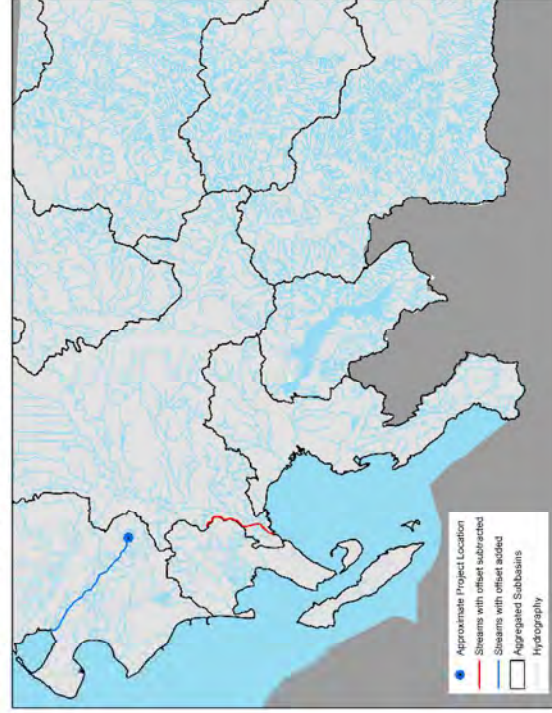 Approximate Project Location
Streams with offset subtracted
Streams with offset added
Aggregated Subbasins
Hydrography